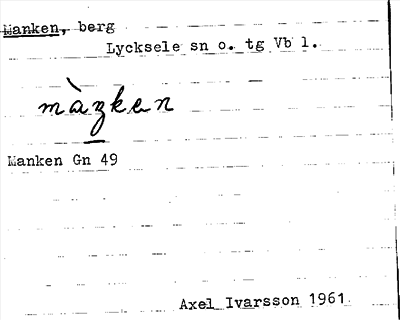 Manken, berg
Lycksele sn o. tg Vb l.
màŋken
Manken Gn 49
Axel Ivarsson 1961.